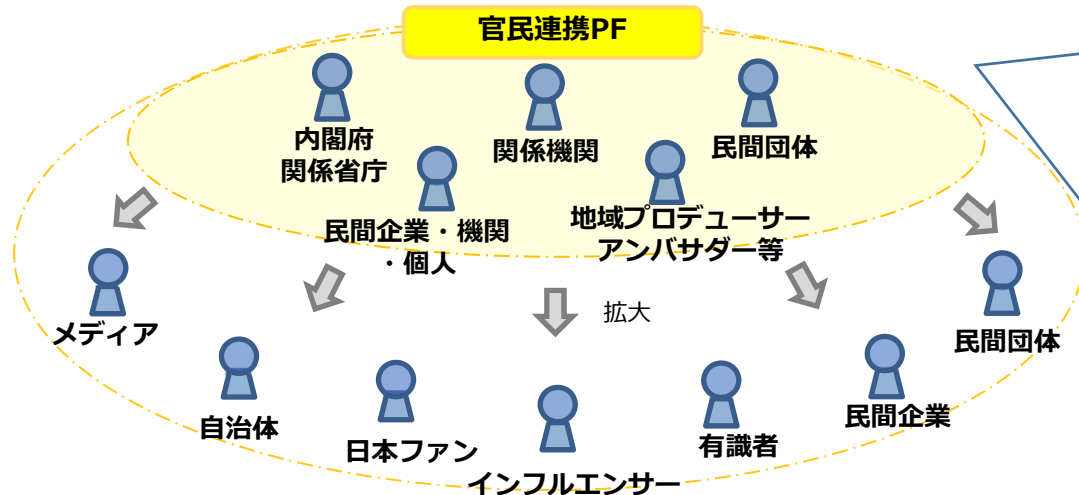 官民連携PF
内閣府
関係省庁
関係機関
民間団体
民間企業・機関
・個人
地域プロデューサー
アンバサダー等
拡大
メディア
自治体
日本ファン
インフルエンサー
有識者
民間企業
民間団体